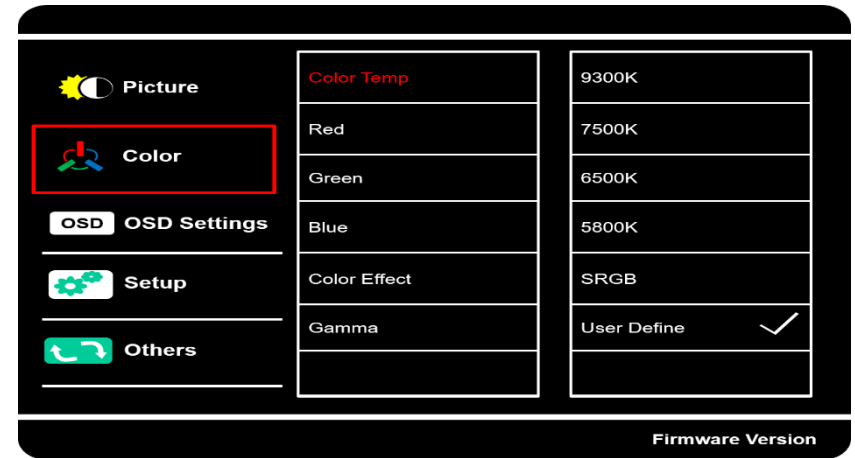 Picture
Color
OSD OSD Settings
Setup
Others
Color Temp
Red
Green
Blue
Color Effect
Gamma
9300K
7500K
6500K
5800K
SRGB
User Define
Firmware Version